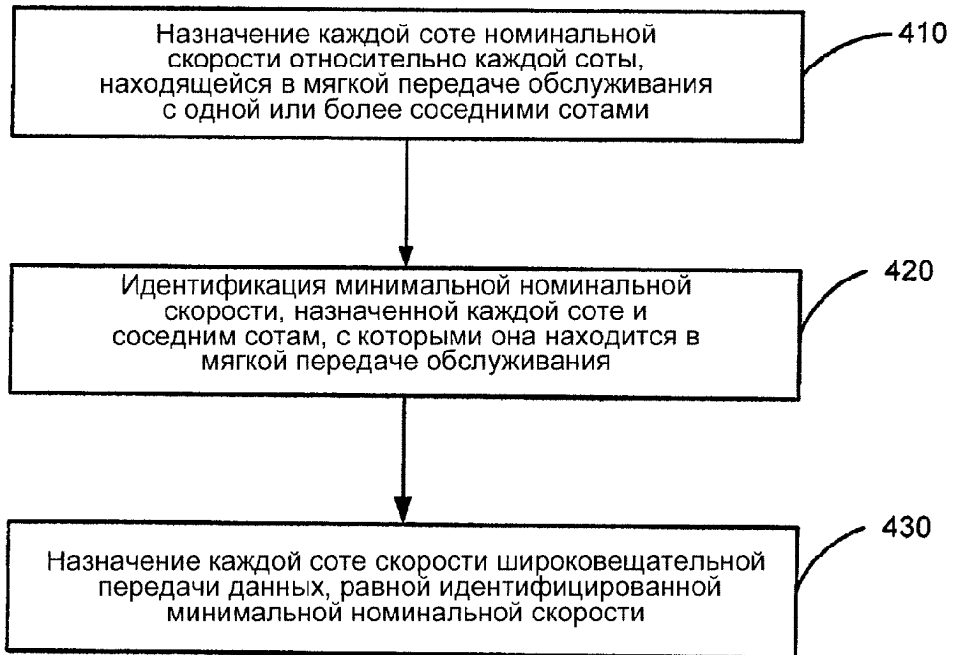 Назначение каждой соте номинальной
скорости относительно каждой соты,
находящейся в мягкой передаче обслуживания
с одной или более соседними сотами
410
Идентификация минимальной номинальной
скорости, назначенной каждой соте и
соседним сотам, с которыми она находится в
мягкой передаче обслуживания
420
Назначение каждой соте скорости широковещательной
передачи данных, равной идентифицированной
минимальной номинальной скорости
430